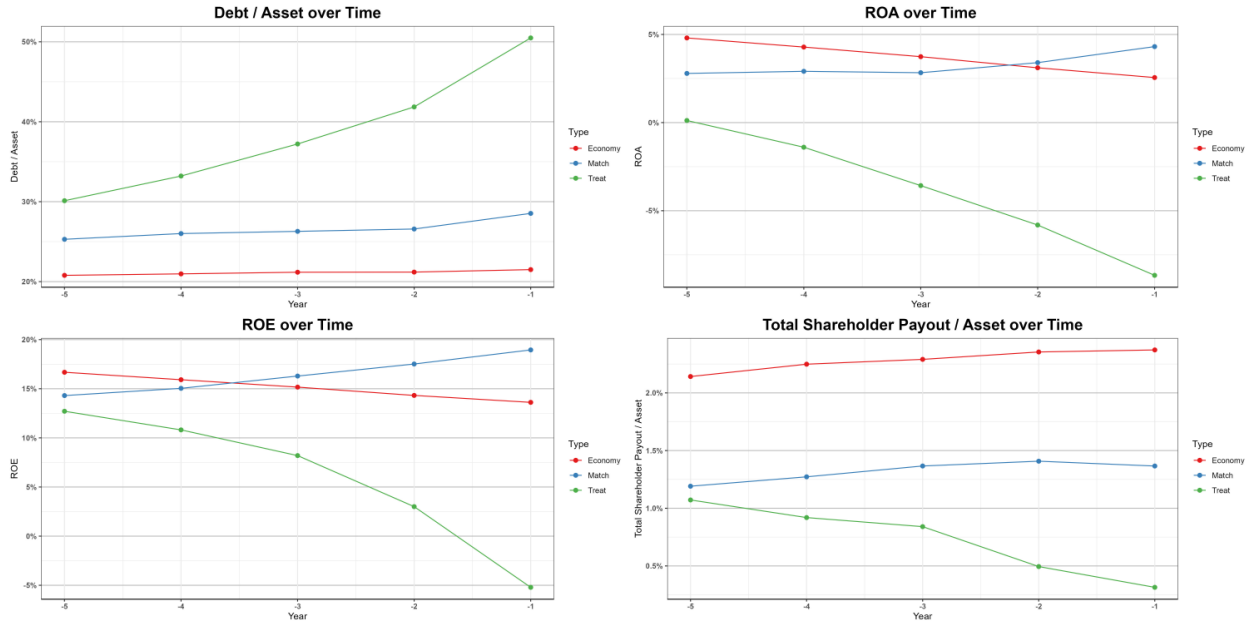 Debt / Asset over Time
50%
40%
30%
20%
Debt / Asset
-5 -4 -3 -2 -1
Year
Type
Economy
Match
Treat
ROA over Time
5%
0%
-5%
ROA
-5 -4 -3 -2 -1
Year
Type
Economy
Match
Treat
ROE over Time
20%
15%
10%
5%
0%
-5%
ROE
-5 -4 -3 -2 -1
Year
Type
Economy
Match
Treat
Total Shareholder Payout / Asset over Time
2.0%
1.5%
1.0%
0.5%
Total Shareholder Payout / Asset
-5 -4 -3 -2 -1
Year
Type
Economy
Match
Treat